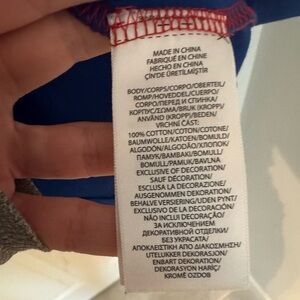 MADE IN CHINA
FABRIQUÉ EN CHINE
HECHO EN CHINA
ÇİN'DE ÜRETİLMİŞTİR
BODY/CORPS/CORPO/OBERTEIL/
ROMP/HOVEDDEL/CUERPO/
CORPO/ПЕРЕД И СПИНКА/
KORPUS/ΣΩΜΑ/BRUK (KROPP)/
ANVÄND (KROPP)/BEDEN/
VRCHNÍ ČÁST:
100% COTTON/COTON/COTONE/
BAUMWOLLE/KATOEN/BOMULD/
ALGODÓN/ALGODÃO/ХЛОПОК/
ПАМУК/ΒΑΜΒΑΚΙ/BOMULL/
BOMULL/PAMUK/BAVLNA
EXCLUSIVE OF DECORATION/
SAUF DÉCORATION/
ESCLUSA LA DECORAZIONE/
AUSGENOMMEN DEKORATION/
BEHALVE VERSIERING/UDEN PYNT/
EXCLUSIVO DE LA DECORACIÓN/
NÃO INCLUI DECORAÇÃO/
ЗА ИСКЛЮЧЕНИЕМ
ДЕКОРАТИВНОЙ ОТДЕЛКИ/
БЕЗ УКРАСАТА/
ΑΠΟΚΛΕΙΣΤΙΚΗ ΑΠΟ ΔΙΑΚΟΣΜΗΣΗ/
UTELUKKER DEKORASJON/
ENBART DEKORATION/
DEKORASYON HARİÇ/
KROMĚ OZDOB